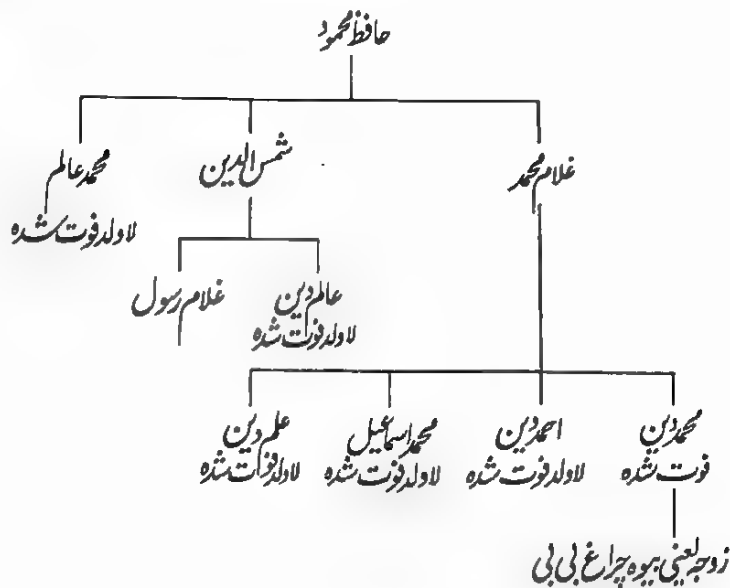 حافظ محمود
غلام محمد
شمس الدین
محمد عالم
لاولد فوت شدہ
عالم دین
لاولد فوت شدہ
غلام رسول
محمد دین
فوت شدہ
احمد دین
لاولد فوت شدہ
محمد اسماعیل
لاولد فوت شدہ
علم دین
لاولد فوت شدہ
زوجہ یعنی بیوہ چراغ بی بی